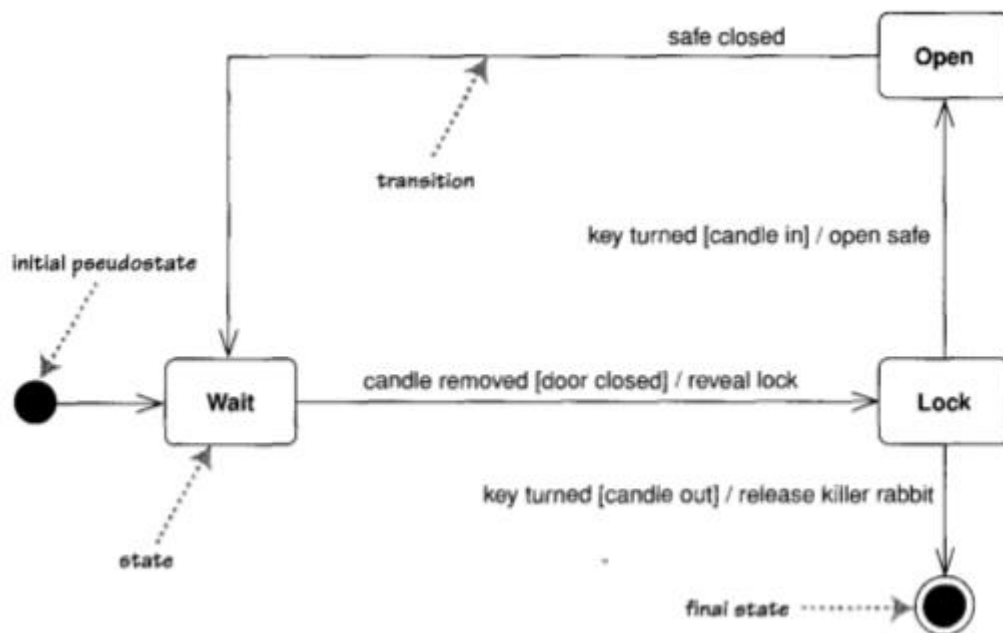 safe closed
Open
transition
key turned [candle in] / open safe
initial pseudostate
Wait
candle removed [door closed] / reveal lock
Lock
key turned [candle out] / release killer rabbit
state
final state